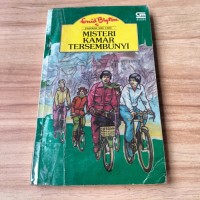 Enid Blyton
MISTERI
KAMAR
TERSEMBUNYI